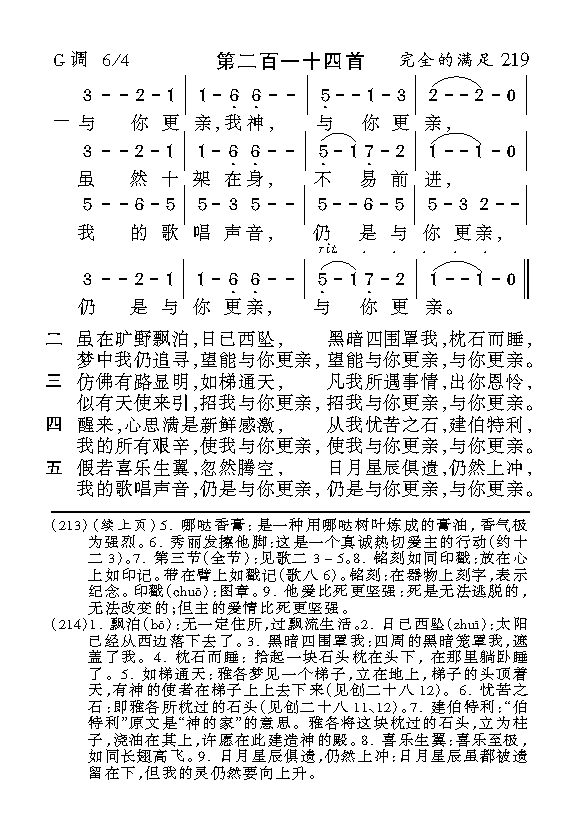 G调 6/4 第二百一十四首 完全的满足 219
3 - - 2 - 1 | 1 - 6 6 - - | 5 - - 1 - 3 | 2 - - 2 - 0 |
一 与 你 更 亲,我 神, 与 你 更 亲,
3 - - 2 - 1 | 1 - 6 6 - - | 5 - 1 7 - 2 | 1 - - 1 - 0 |
虽 然 十 架 在 身, 不 易 前 进,
5 - - 6 - 5 | 5 - 3 5 - - | 5 - - 6 - 5 | 5 - 3 2 - - |
我 的 歌 唱 声 音, 仍 是 与 你 更 亲,
rit . . . . .
3 - - 2 - 1 | 1 - 6 6 - - | 5 - 1 7 - 2 | 1 - - 1 - 0 ‖
仍 是 与 你 更 亲, 与 你 更 亲。
二 虽在旷野飘泊,日已西坠, 黑暗四围罩我,枕石而睡,
梦中我仍追寻,望能与你更亲,望能与你更亲,与你更亲。
三 仿佛有路显明,如梯通天, 凡我所遇事情,出你恩怜,
似有天使来引,招我与你更亲,招我与你更亲,与你更亲。
四 醒来,心思满是新鲜感激, 从我忧苦之石,建伯特利,
我的所有艰辛,使我与你更亲,使我与你更亲,与你更亲。
五 假若喜乐生翼,忽然腾空, 日月星辰俱遗,仍然上冲,
我的歌唱声音,仍是与你更亲,仍是与你更亲,与你更亲。
(213)(续上页)5. 哪哒香膏:是一种用哪哒树叶炼成的膏油,香气极
为强烈。6. 秀丽发擦他脚:这是一个真诚热切爱主的行动(约十
二3)。7. 第三节(全节):见歌二3-5。8. 铭刻如同印戳:放在心
上如印记。带在臂上如戳记(歌八6)。铭刻:在器物上刻字,表示
纪念。印戳(chuō):图章。9. 他爱比死更坚强:死是无法逃脱的,
无法改变的;但主的爱情比死更坚强。
(214)1. 飘泊(bó):无一定住所,过飘流生活。2. 日已西坠(zhuì):太阳
已经从西边落下去了。3. 黑暗四围罩我:四周的黑暗笼罩我,遮
盖了我。4. 枕石而睡:拾起一块石头枕在头下,在那里躺卧睡
了。5. 如梯通天:雅各梦见一个梯子,立在地上,梯子的头顶着
天,有神的使者在梯子上上去下来(见创二十八12)。6. 忧苦之
石:即雅各所枕过的石头(见创二十八11、12)。7. 建伯特利:“伯
特利”原文是“神的家”的意思。雅各将这块枕过的石头,立为柱
子,浇油在其上,许愿在此建造神的殿。8. 喜乐生翼:喜乐至极,
如同长翅高飞。9. 日月星辰俱遗,仍然上冲:日月星辰虽都被遗
留在下,但我的灵仍然要向上升。